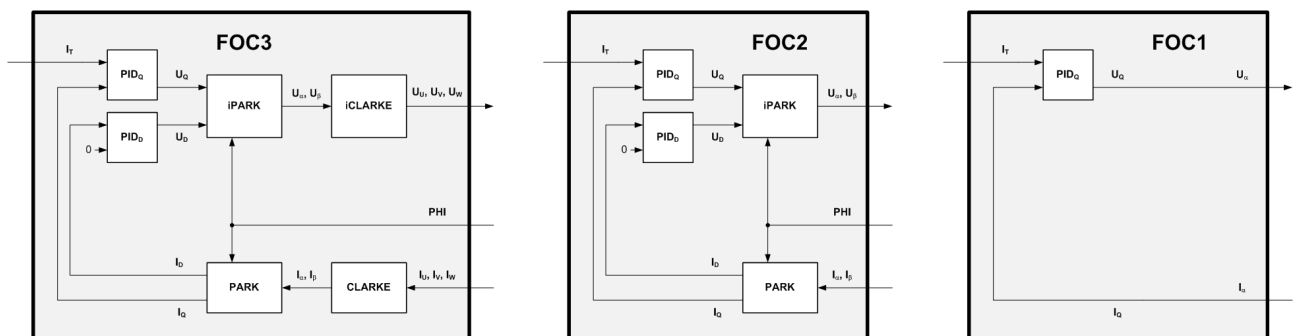 FOC3
I_T
PID_Q
U_Q
iPARK
U_α, U_β
iCLARKE
U_U, U_V, U_W
PID_D
U_D
0
PHI
I_D
PARK
I_α, I_β
CLARKE
I_U, I_V, I_W
I_Q
FOC2
I_T
PID_Q
U_Q
iPARK
U_α, U_β
PID_D
U_D
0
PHI
I_D
PARK
I_α, I_β
I_Q
FOC1
I_T
PID_Q
U_Q
U_α
I_α
I_Q